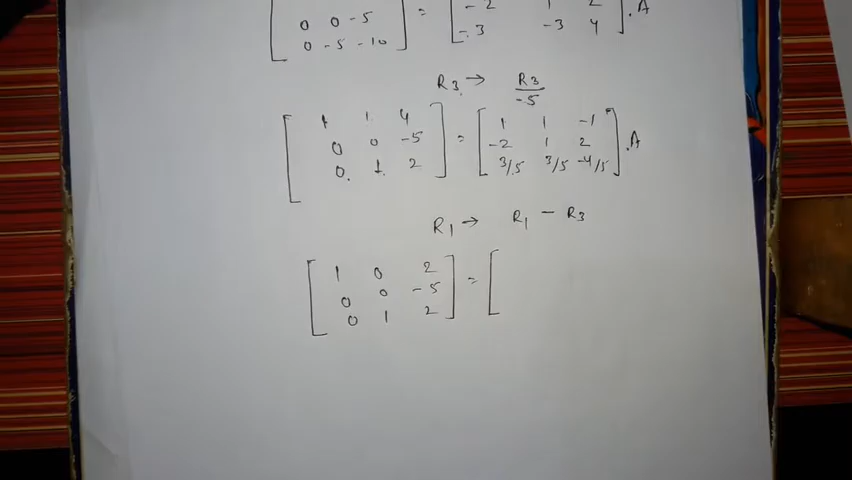 -2 1 2
0 0 -5 = -3 -3 4 . A
0 -5 -10
R3. → R3/-5
1 1 4 1 1 -1
0 0 -5 = -2 1 2 .A
0. 1. 2 3/5 3/5 -4/5
R1 → R1 - R3
1 0 2
0 0 -5 =
0 1 2